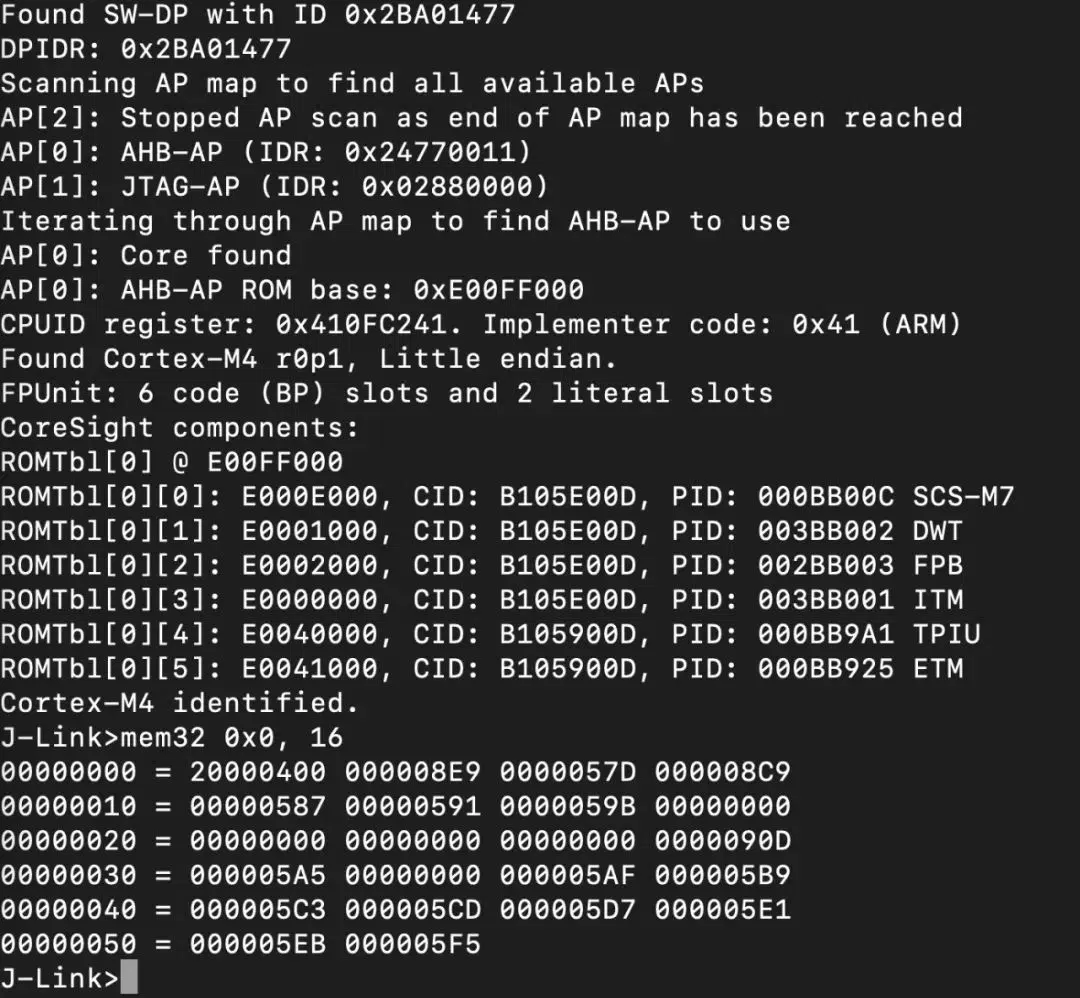 Found SW-DP with ID 0x2BA01477
DPIDR: 0x2BA01477
Scanning AP map to find all available APs
AP[2]: Stopped AP scan as end of AP map has been reached
AP[0]: AHB-AP (IDR: 0x24770011)
AP[1]: JTAG-AP (IDR: 0x02880000)
Iterating through AP map to find AHB-AP to use
AP[0]: Core found
AP[0]: AHB-AP ROM base: 0xE00FF000
CPUID register: 0x410FC241. Implementer code: 0x41 (ARM)
Found Cortex-M4 r0p1, Little endian.
FPUnit: 6 code (BP) slots and 2 literal slots
CoreSight components:
ROMTbl[0] @ E00FF000
ROMTbl[0][0]: E000E000, CID: B105E00D, PID: 000BB00C SCS-M7
ROMTbl[0][1]: E0001000, CID: B105E00D, PID: 003BB002 DWT
ROMTbl[0][2]: E0002000, CID: B105E00D, PID: 002BB003 FPB
ROMTbl[0][3]: E0000000, CID: B105E00D, PID: 003BB001 ITM
ROMTbl[0][4]: E0040000, CID: B105900D, PID: 000BB9A1 TPIU
ROMTbl[0][5]: E0041000, CID: B105900D, PID: 000BB925 ETM
Cortex-M4 identified.
J-Link>mem32 0x0, 16
00000000 = 20000400 000008E9 0000057D 000008C9
00000010 = 00000587 00000591 0000059B 00000000
00000020 = 00000000 00000000 00000000 0000090D
00000030 = 000005A5 00000000 000005AF 000005B9
00000040 = 000005C3 000005CD 000005D7 000005E1
00000050 = 000005EB 000005F5
J-Link>